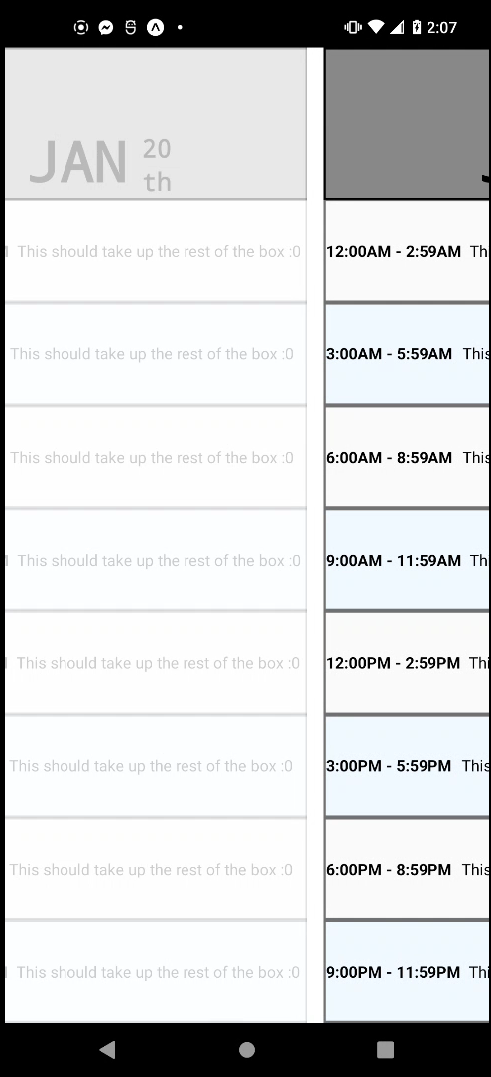 2:07
JAN 20
th
This should take up the rest of the box :0
This should take up the rest of the box :0
This should take up the rest of the box :0
This should take up the rest of the box :0
This should take up the rest of the box :0
This should take up the rest of the box :0
This should take up the rest of the box :0
This should take up the rest of the box :0
12:00AM - 2:59AM Th
3:00AM - 5:59AM This
6:00AM - 8:59AM This
9:00AM - 11:59AM Th
12:00PM - 2:59PM Thi
3:00PM - 5:59PM This
6:00PM - 8:59PM This
9:00PM - 11:59PM Thi